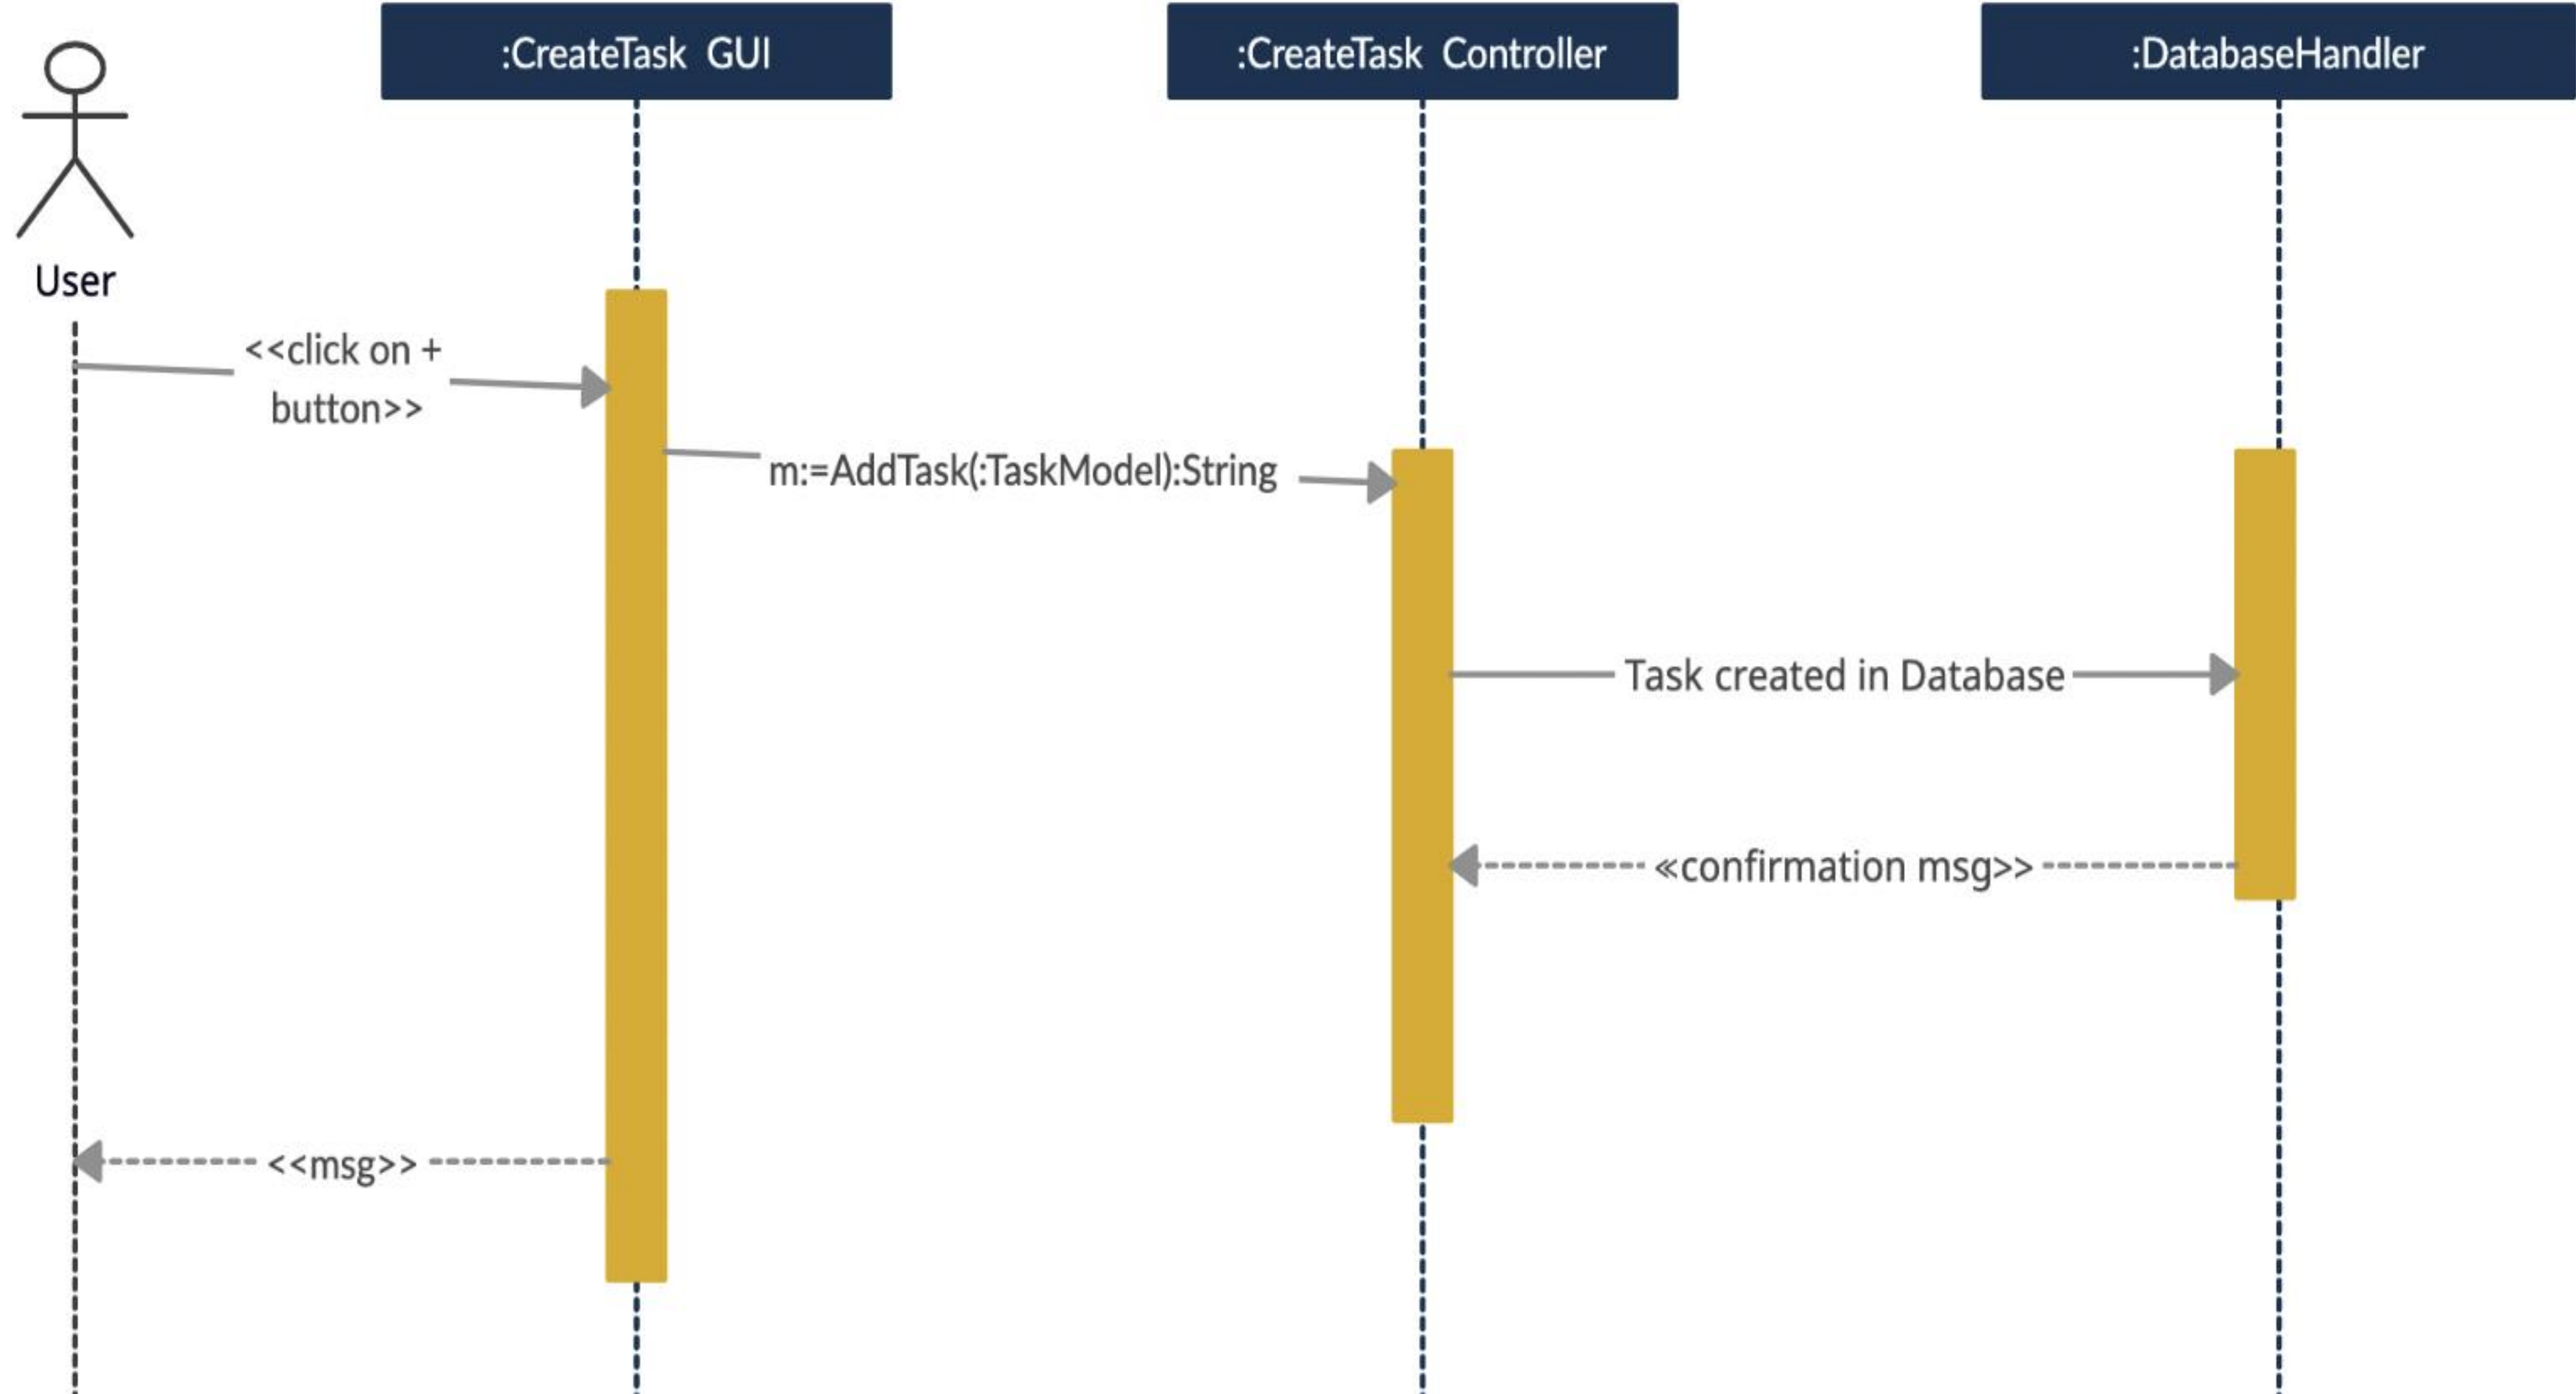 :CreateTask GUI
:CreateTask Controller
:DatabaseHandler
User
<<click on +
button>>
m:=AddTask(:TaskModel):String
Task created in Database
«confirmation msg>>
<<msg>>